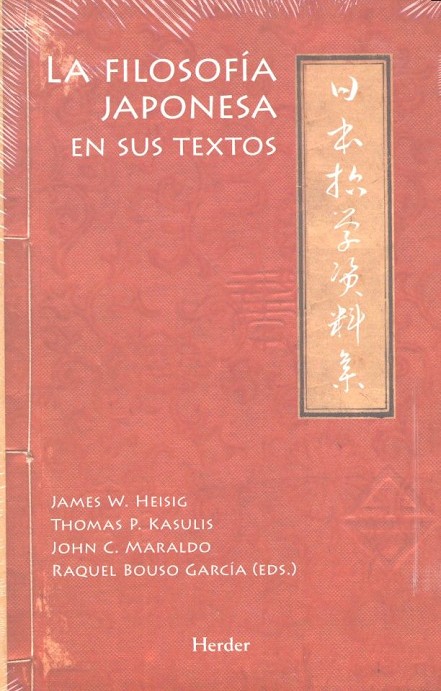 LA FILOSOFÍA
JAPONESA
EN SUS TEXTOS
日本哲学資料集
JAMES W. HEISIG
THOMAS P. KASULIS
JOHN C. MARALDO
RAQUEL BOUSO GARCÍA (EDS.)
Herder